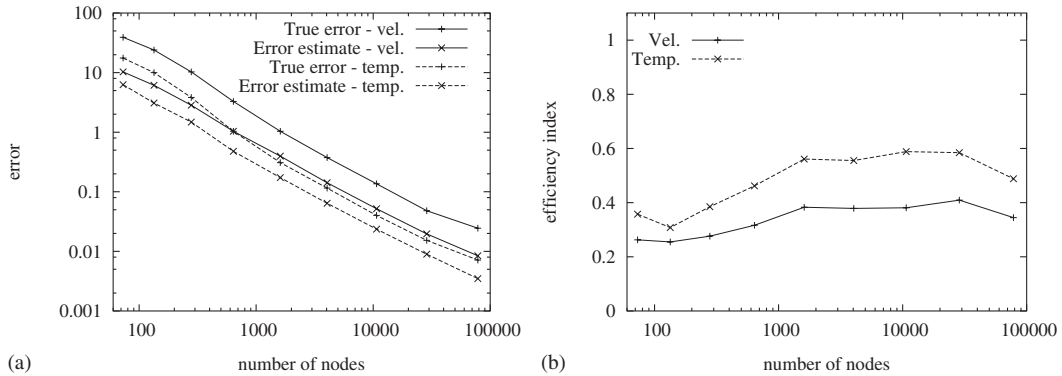 100
10
1
0.1
0.01
0.001
error
True error - vel.
Error estimate - vel.
True error - temp.
Error estimate - temp.
100 1000 10000 100000
number of nodes
(a)
1
0.8
0.6
0.4
0.2
0
efficiency index
Vel.
Temp.
100 1000 10000 100000
number of nodes
(b)